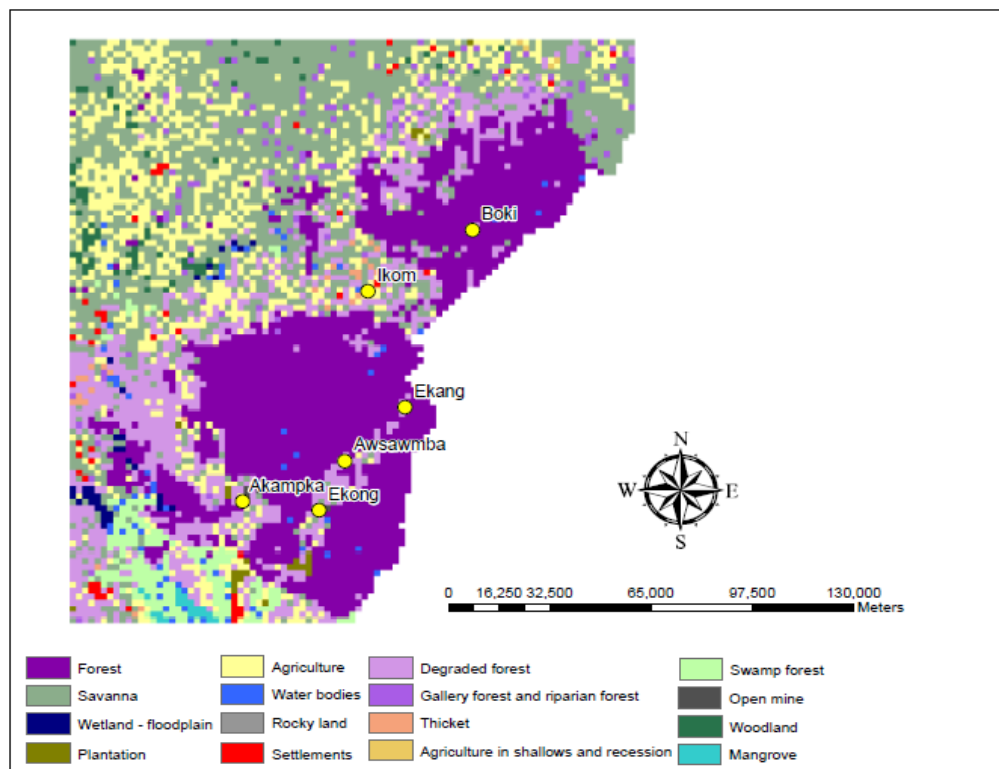 Boki
Ikom
Ekang
Awsawmba
Akampka
Ekong
N
W E
S
0 16,250 32,500 65,000 97,500 130,000
Meters
Forest Agriculture Degraded forest Swamp forest
Savanna Water bodies Gallery forest and riparian forest Open mine
Wetland - floodplain Rocky land Thicket Woodland
Plantation Settlements Agriculture in shallows and recession Mangrove